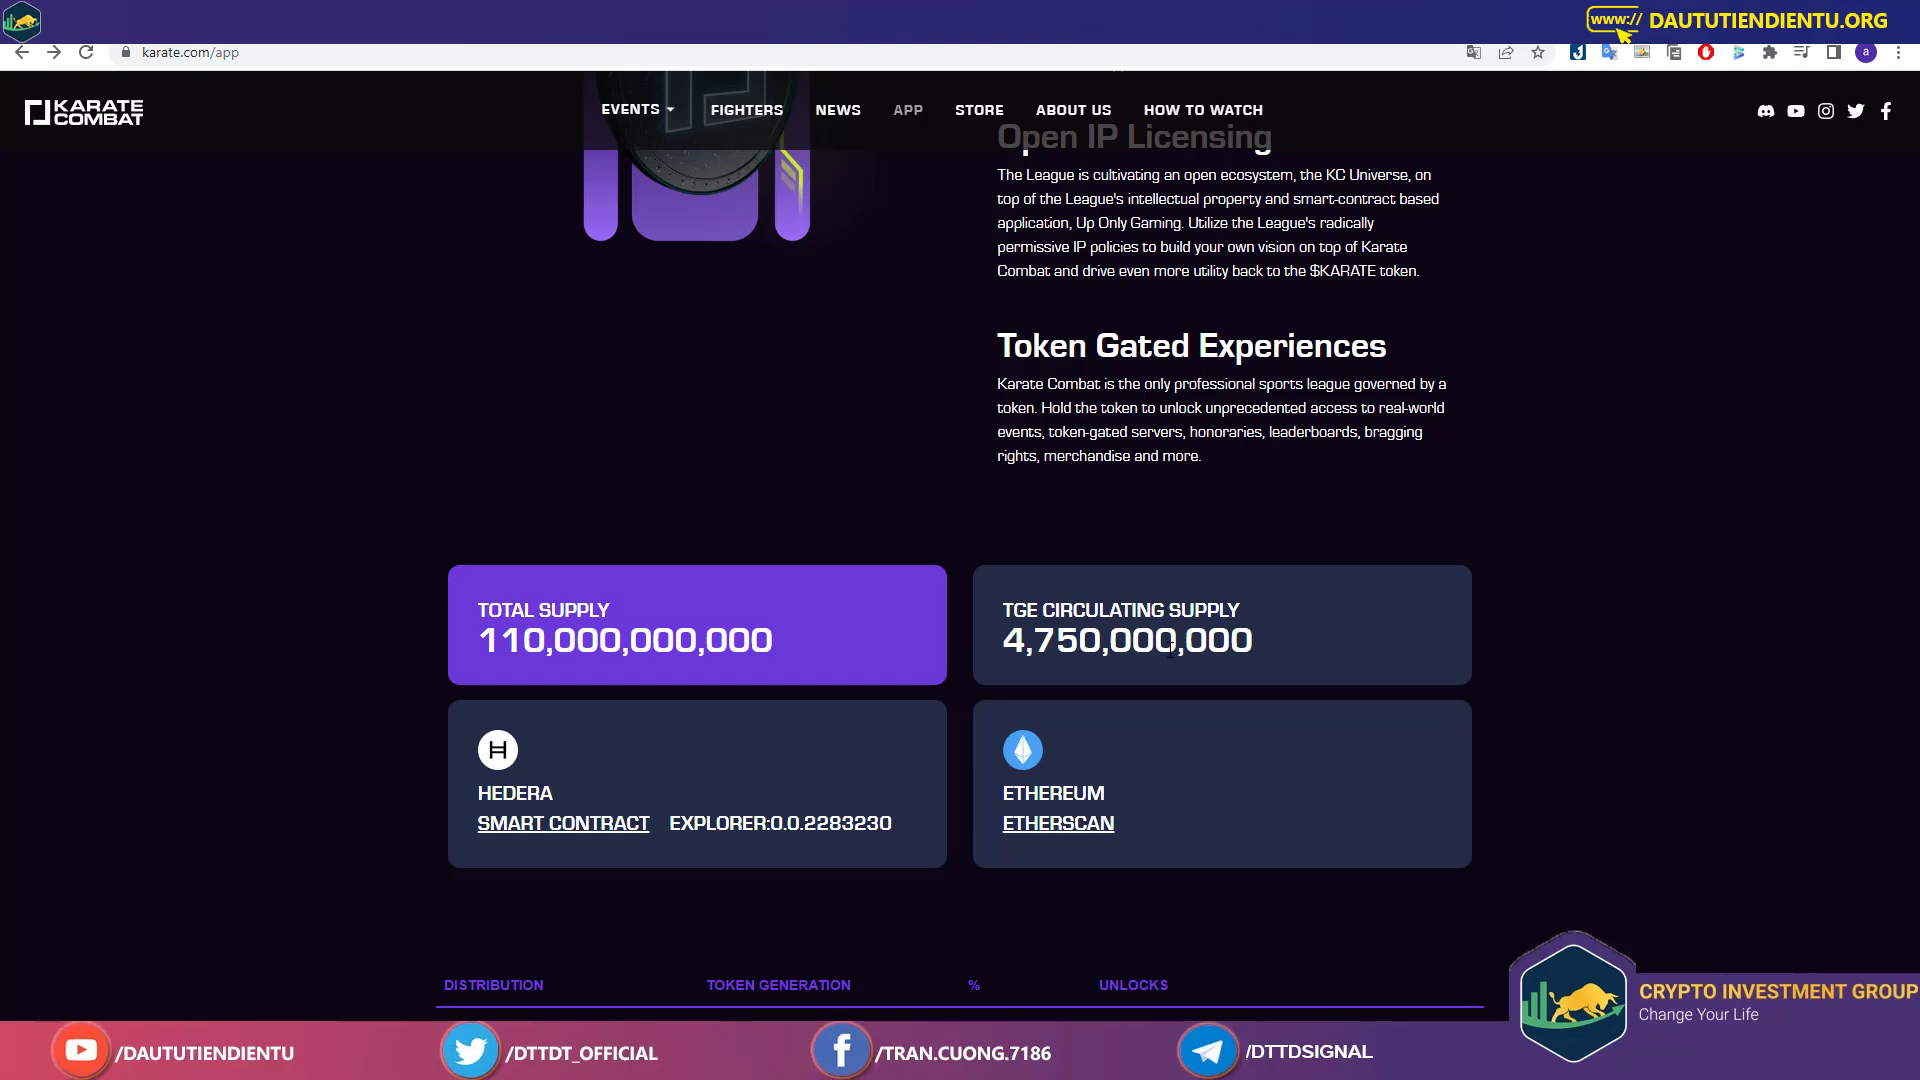 www.// DAUTUTIENDIENTU.ORG
karate.com/app
KARATE COMBAT
EVENTS FIGHTERS NEWS APP STORE ABOUT US HOW TO WATCH
Open IP Licensing
The League is cultivating an open ecosystem, the KC Universe, on
top of the League's intellectual property and smart-contract based
application, Up Only Gaming. Utilize the League's radically
permissive IP policies to build your own vision on top of Karate
Combat and drive even more utility back to the $KARATE token.
Token Gated Experiences
Karate Combat is the only professional sports league governed by a
token. Hold the token to unlock unprecedented access to real-world
events, token-gated servers, honoraries, leaderboards, bragging
rights, merchandise and more.
TOTAL SUPPLY
110,000,000,000
TGE CIRCULATING SUPPLY
4,750,000,000
HEDERA
SMART CONTRACT EXPLORER:0.0.2283230
ETHEREUM
ETHERSCAN
DISTRIBUTION TOKEN GENERATION % UNLOCKS
CRYPTO INVESTMENT GROUP
Change Your Life
/DAUTUTIENDIENTU /DTTDT_OFFICIAL /TRAN.CUONG.7186 /DTTDSIGNAL